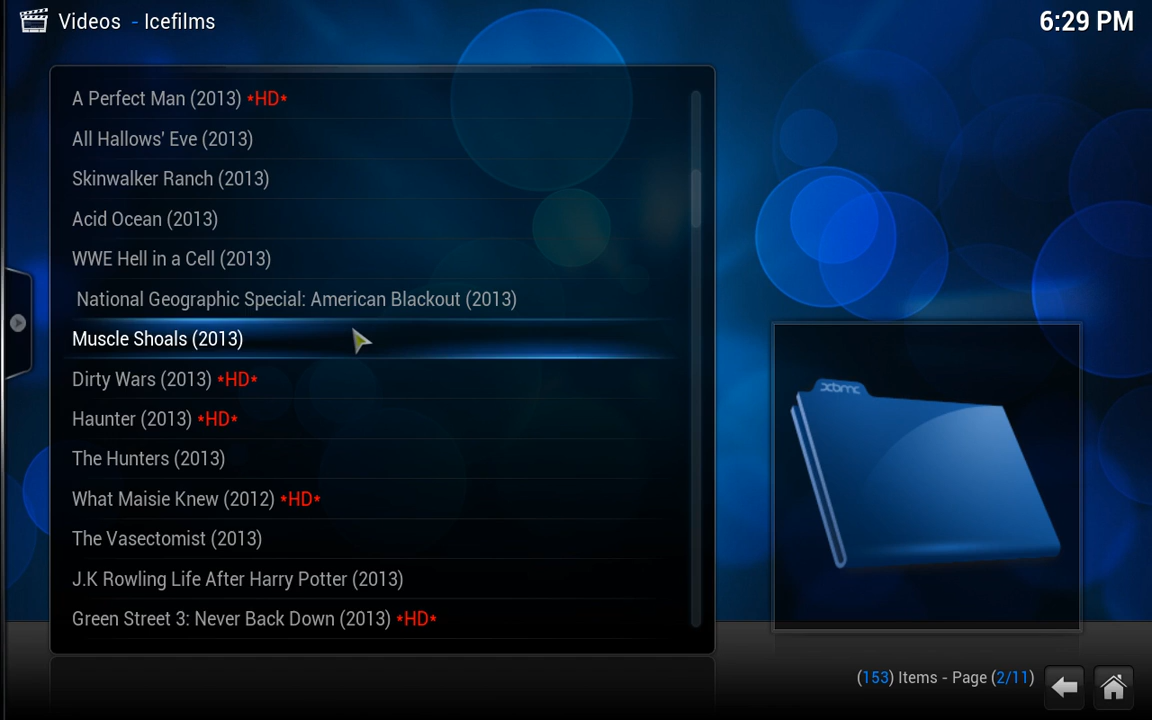 Videos - Icefilms
6:29 PM
A Perfect Man (2013) *HD*
All Hallows' Eve (2013)
Skinwalker Ranch (2013)
Acid Ocean (2013)
WWE Hell in a Cell (2013)
National Geographic Special: American Blackout (2013)
Muscle Shoals (2013)
Dirty Wars (2013) *HD*
Haunter (2013) *HD*
The Hunters (2013)
What Maisie Knew (2012) *HD*
The Vasectomist (2013)
J.K Rowling Life After Harry Potter (2013)
Green Street 3: Never Back Down (2013) *HD*
xbmc
(153) Items - Page (2/11)